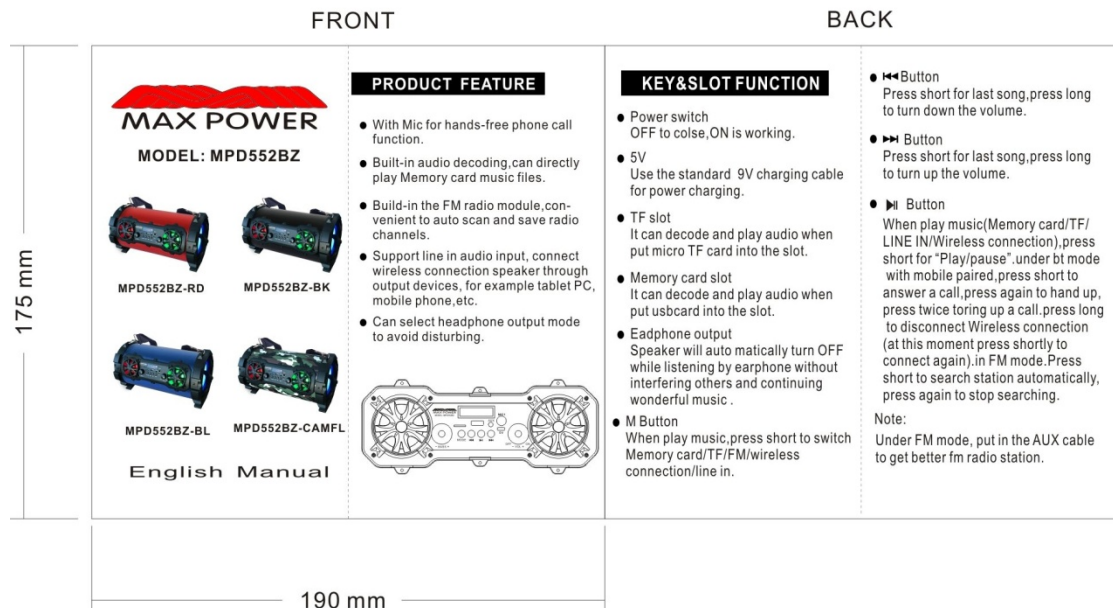 FRONT
BACK
175 mm
190 mm
MAX POWER
MODEL: MPD552BZ
MPD552BZ-RD
MPD552BZ-BK
MPD552BZ-BL
MPD552BZ-CAMFL
English Manual
PRODUCT FEATURE
● With Mic for hands-free phone call
function.
● Built-in audio decoding,can directly
play Memory card music files.
● Build-in the FM radio module,con-
venient to auto scan and save radio
channels.
● Support line in audio input, connect
wireless connection speaker through
output devices, for example tablet PC,
mobile phone,etc.
● Can select headphone output mode
to avoid disturbing.
KEY&SLOT FUNCTION
● Power switch
OFF to colse,ON is working.
● 5V
Use the standard 9V charging cable
for power charging.
● TF slot
It can decode and play audio when
put micro TF card into the slot.
● Memory card slot
It can decode and play audio when
put usbcard into the slot.
● Eadphone output
Speaker will auto matically turn OFF
while listening by earphone without
interfering others and continuing
wonderful music .
● M Button
When play music,press short to switch
Memory card/TF/FM/wireless
connection/line in.
● ⏮ Button
Press short for last song,press long
to turn down the volume.
● ⏭ Button
Press short for last song,press long
to turn up the volume.
● ⏯ Button
When play music(Memory card/TF/
LINE IN/Wireless connection),press
short for “Play/pause”.under bt mode
with mobile paired,press short to
answer a call,press again to hand up,
press twice toring up a call.press long
to disconnect Wireless connection
(at this moment press shortly to
connect again).in FM mode.Press
short to search station automatically,
press again to stop searching.
Note:
Under FM mode, put in the AUX cable
to get better fm radio station.